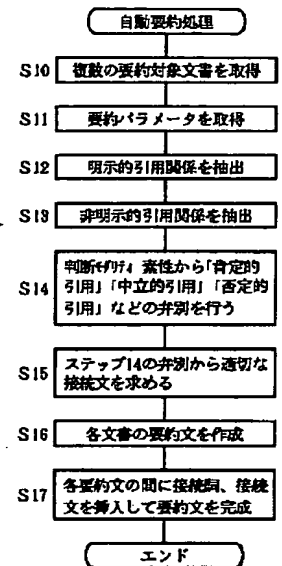 自動要約処理
S10 複数の要約対象文書を取得
S11 要約パラメータを取得
S12 明示的引用関係を抽出
S13 非明示的引用関係を抽出
S14 判断モダリティ素性から「肯定的
引用」「中立的引用」「否定的
引用」などの弁別を行う
S15 ステップ14の弁別から適切な
接続文を求める
S16 各文書の要約文を作成
S17 各要約文の間に接続詞、接続
文を挿入して要約文を完成
エンド